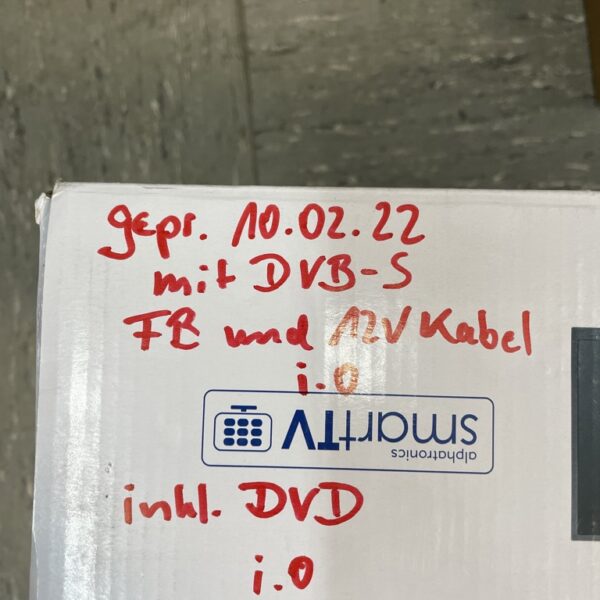 gepr. 10.02.22
mit DVB-S
FB und 12V Kabel
i.O
alphatronics
smartTV
inkl. DVD
i.O